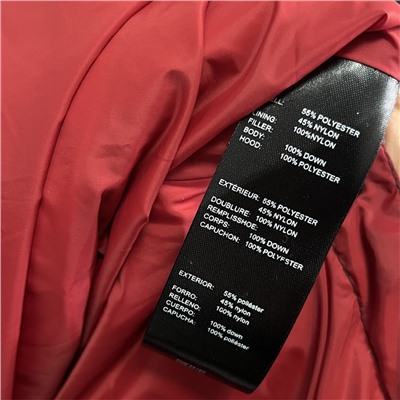 55% POLYESTER
45% NYLON
LINING: 100%NYLON
FILLER:
BODY: 100% DOWN
HOOD: 100% POLYESTER
EXTÉRIEUR: 55% POLYESTER
45% NYLON
DOUBLURE: 100% NYLON
REMPLISSHOE:
CORPS: 100% DOWN
CAPUCHON: 100% POLYESTER
EXTERIOR: 55% poliéster
45% nylon
FORRO: 100% nylon
RELLENO:
CUERPO: 100% down
CAPUCHA: 100% poliéster